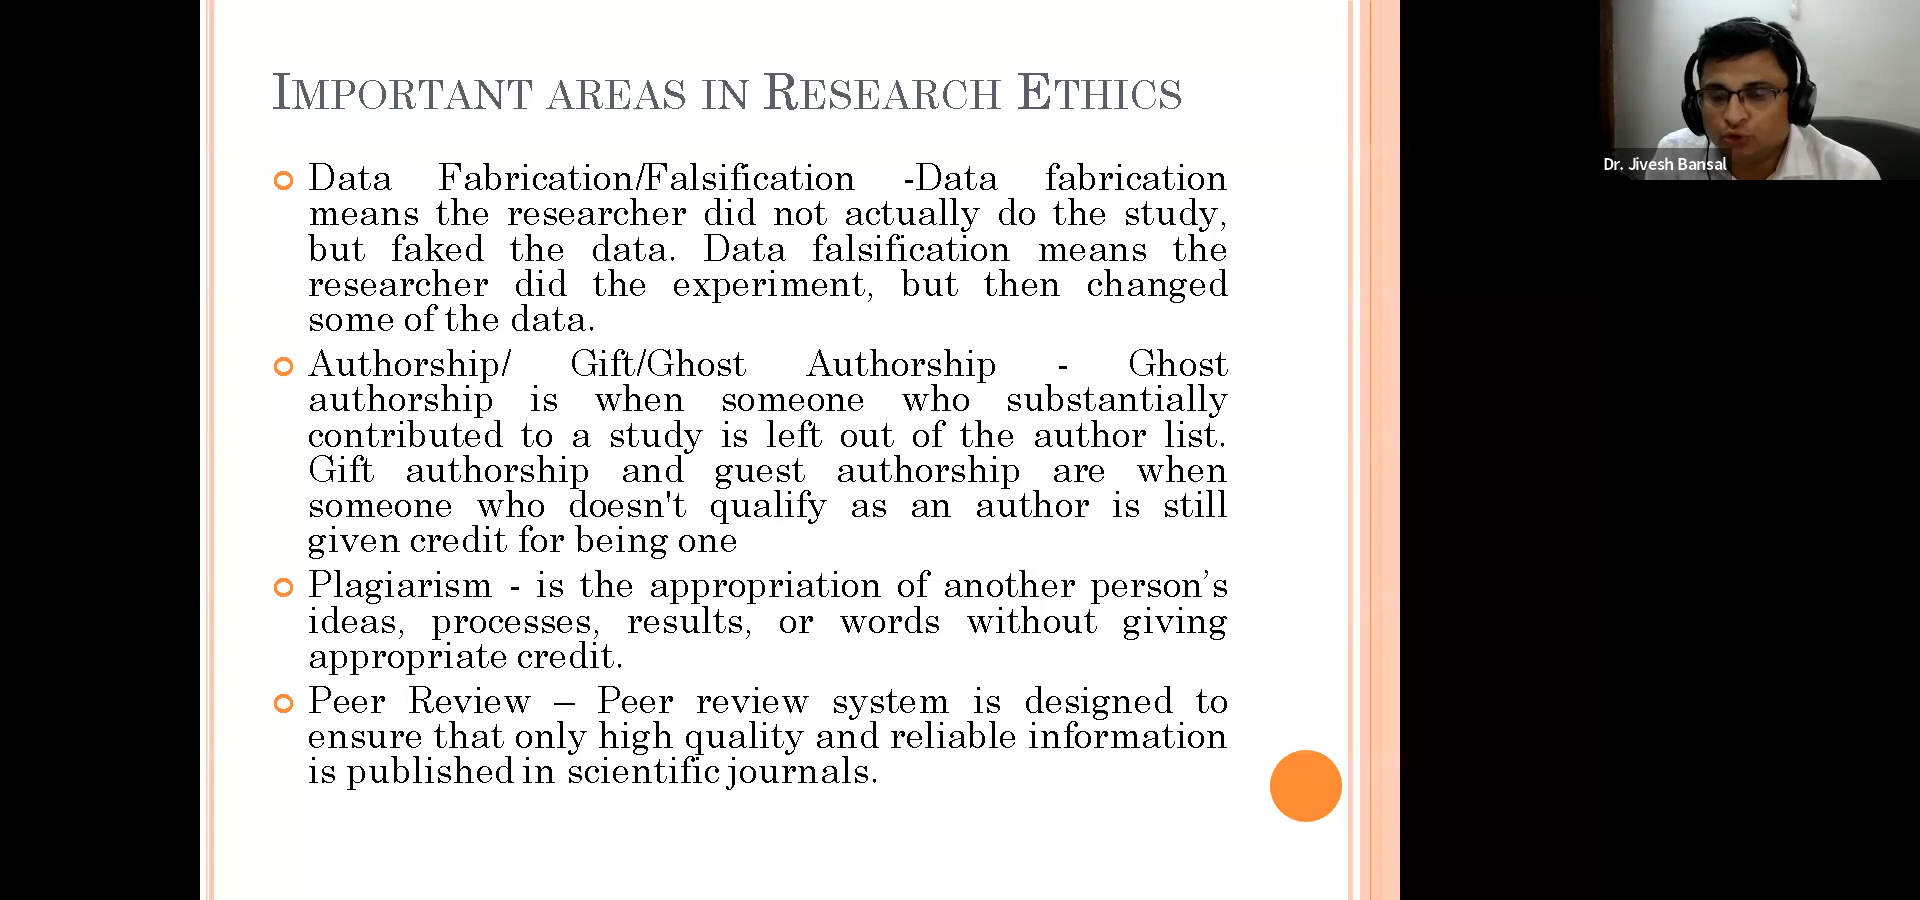 IMPORTANT AREAS IN RESEARCH ETHICS
Data Fabrication/Falsification -Data fabrication
means the researcher did not actually do the study,
but faked the data. Data falsification means the
researcher did the experiment, but then changed
some of the data.
Authorship/ Gift/Ghost Authorship - Ghost
authorship is when someone who substantially
contributed to a study is left out of the author list.
Gift authorship and guest authorship are when
someone who doesn't qualify as an author is still
given credit for being one
Plagiarism - is the appropriation of another person’s
ideas, processes, results, or words without giving
appropriate credit.
Peer Review – Peer review system is designed to
ensure that only high quality and reliable information
is published in scientific journals.
Dr. Jivesh Bansal